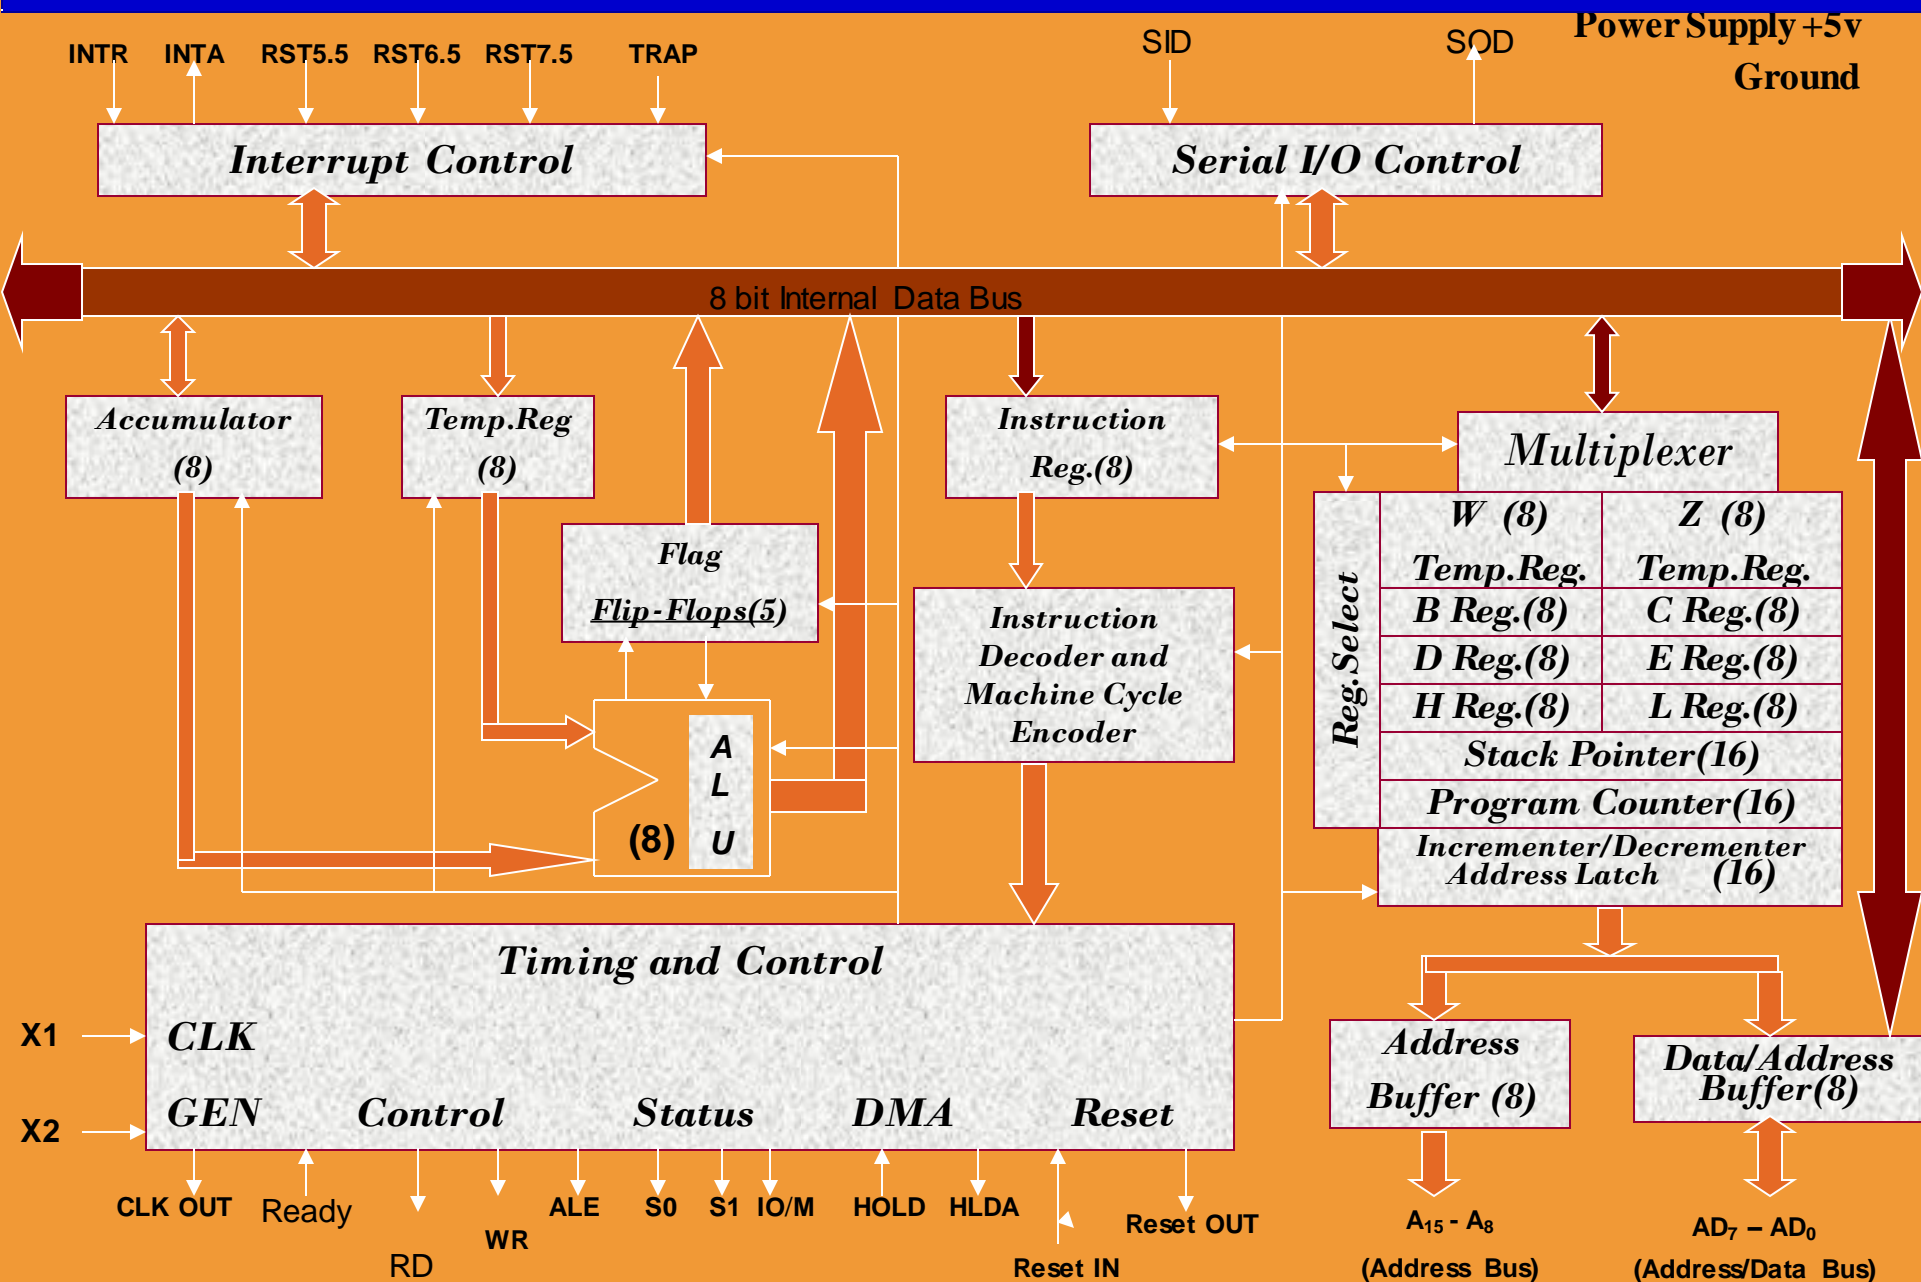 Power Supply +5v
Ground
INTR INTA RST5.5 RST6.5 RST7.5 TRAP
SID SOD
Interrupt Control
Serial I/O Control
8 bit Internal Data Bus
Accumulator
(8)
Temp.Reg
(8)
Flag
Flip-Flops(5)
A
L
U
(8)
Instruction
Reg.(8)
Instruction
Decoder and
Machine Cycle
Encoder
Multiplexer
Reg.Select
W (8)
Temp.Reg.
Z (8)
Temp.Reg.
B Reg.(8) C Reg.(8)
D Reg.(8) E Reg.(8)
H Reg.(8) L Reg.(8)
Stack Pointer(16)
Program Counter(16)
Incrementer/Decrementer
Address Latch (16)
Timing and Control
X1
CLK
X2
GEN Control Status DMA Reset
Address
Buffer (8)
Data/Address
Buffer(8)
CLK OUT Ready ALE S0 S1 IO/M HOLD HLDA Reset OUT
RD WR Reset IN
A₁₅ - A₈
(Address Bus)
AD₇ – AD₀
(Address/Data Bus)